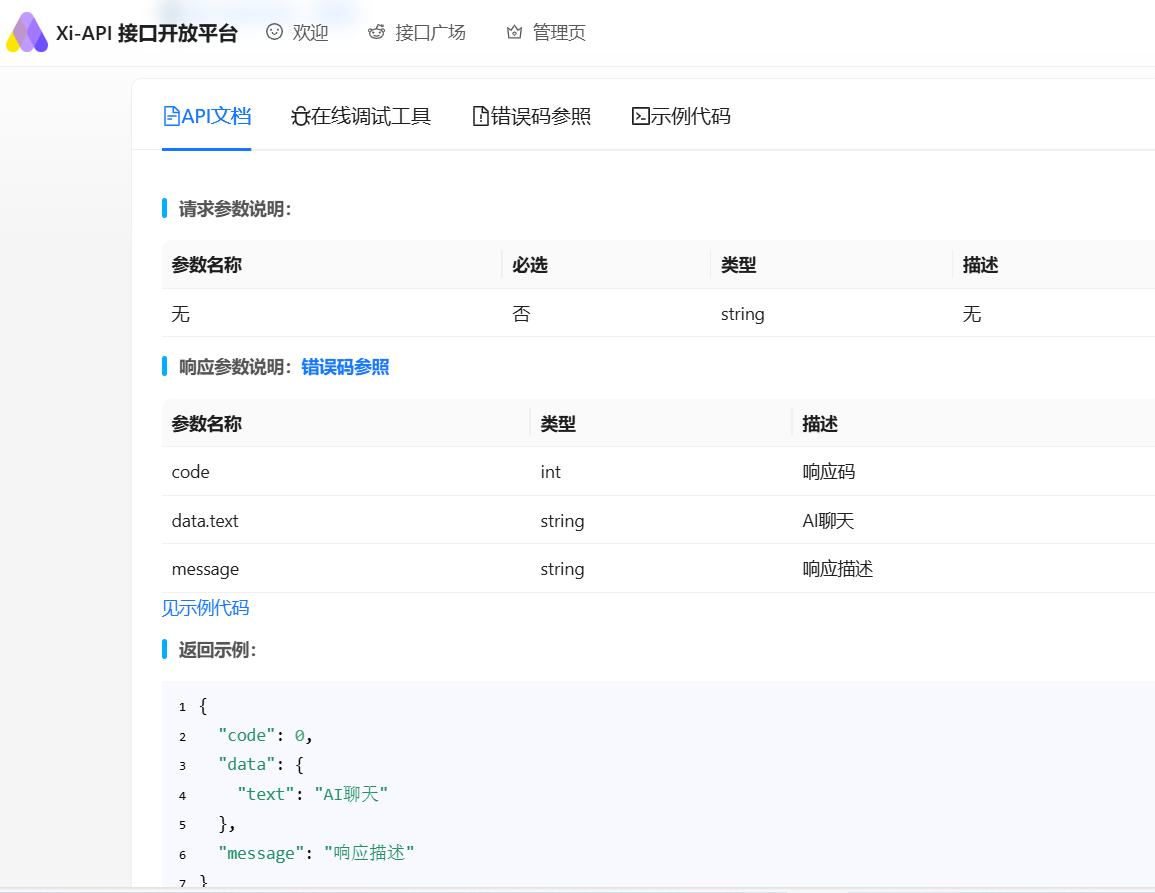 Xi-API 接口开放平台 欢迎 接口广场 管理页
API文档 在线调试工具 错误码参照 示例代码
请求参数说明：
参数名称 必选 类型 描述
无 否 string 无
响应参数说明：错误码参照
参数名称 类型 描述
code int 响应码
data.text string AI聊天
message string 响应描述
见示例代码
返回示例：
1 {
2 "code": 0,
3 "data": {
4 "text": "AI聊天"
5 },
6 "message": "响应描述"
7 }